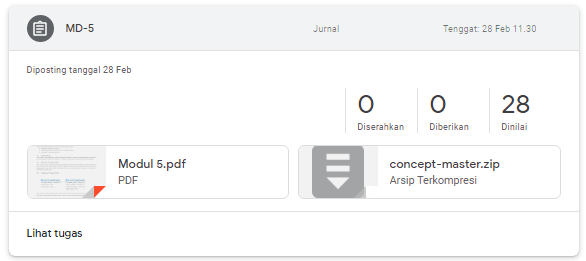 MD-5
Jurnal
Tenggat: 28 Feb 11.30
Diposting tanggal 28 Feb
0
Diserahkan
0
Diberikan
28
Dinilai
Modul 5.pdf
PDF
concept-master.zip
Arsip Terkompresi
Lihat tugas